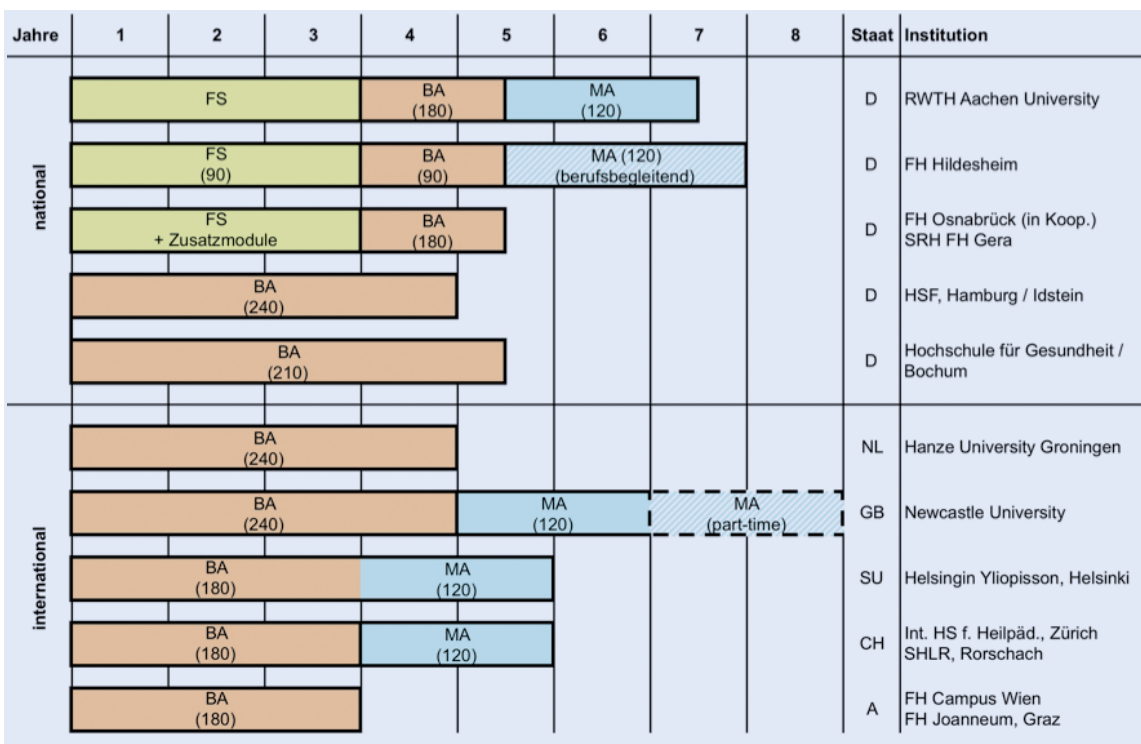 Jahre 1 2 3 4 5 6 7 8 Staat Institution
national
FS BA MA D RWTH Aachen University
(180) (120)
FS BA MA (120) D FH Hildesheim
(90) (90) (berufsbegleitend)
FS BA D FH Osnabrück (in Koop.)
+ Zusatzmodule (180) SRH FH Gera
BA D HSF, Hamburg / Idstein
(240)
BA D Hochschule für Gesundheit /
(210) Bochum
international
BA NL Hanze University Groningen
(240)
BA MA MA GB Newcastle University
(240) (120) (part-time)
BA MA SU Helsingin Yliopisson, Helsinki
(180) (120)
BA MA CH Int. HS f. Heilpäd., Zürich
(180) (120) SHLR, Rorschach
BA A FH Campus Wien
(180) FH Joanneum, Graz